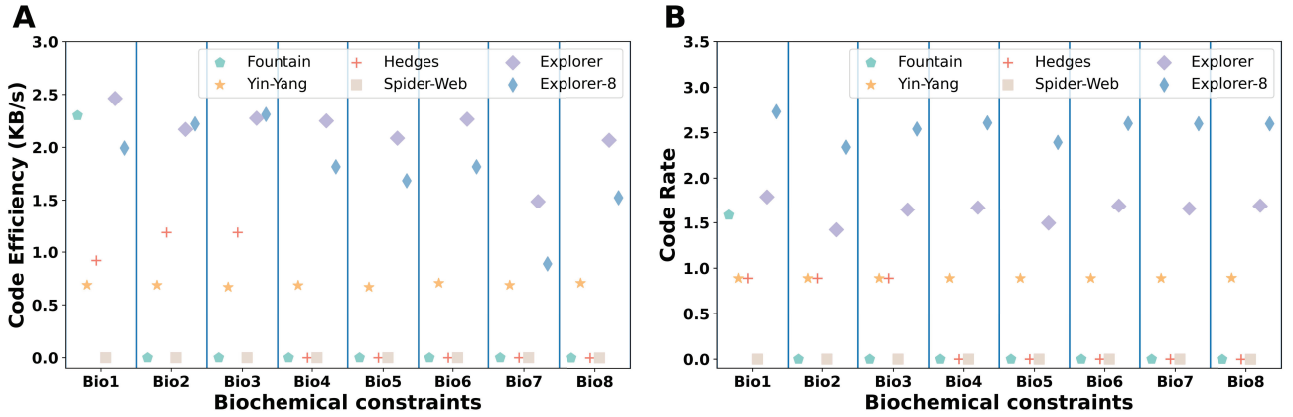 A
Code Efficiency (KB/s)
3.0
2.5
2.0
1.5
1.0
0.5
0.0
Fountain Hedges Explorer
Yin-Yang Spider-Web Explorer-8
Bio1 Bio2 Bio3 Bio4 Bio5 Bio6 Bio7 Bio8
Biochemical constraints
B
Code Rate
3.5
3.0
2.5
2.0
1.5
1.0
0.5
0.0
Fountain Hedges Explorer
Yin-Yang Spider-Web Explorer-8
Bio1 Bio2 Bio3 Bio4 Bio5 Bio6 Bio7 Bio8
Biochemical constraints